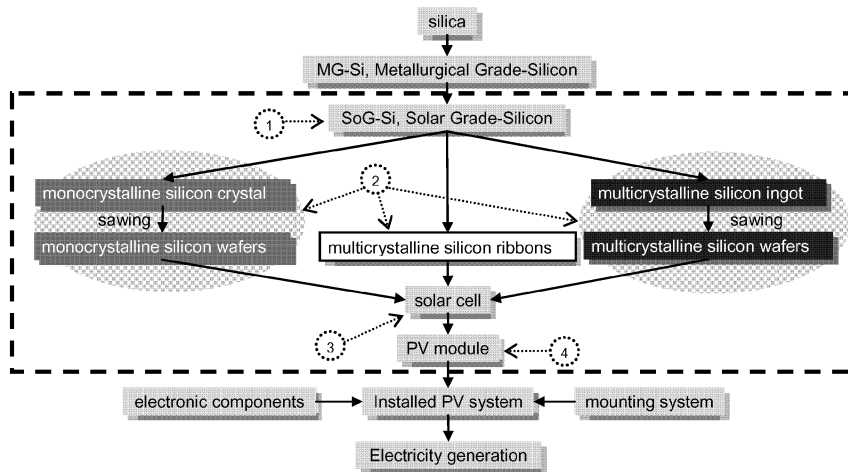 silica
MG-Si, Metallurgical Grade-Silicon
1
SoG-Si, Solar Grade-Silicon
2
monocrystalline silicon crystal
multicrystalline silicon ingot
sawing
sawing
monocrystalline silicon wafers
multicrystalline silicon ribbons
multicrystalline silicon wafers
solar cell
3
PV module
4
electronic components
Installed PV system
mounting system
Electricity generation